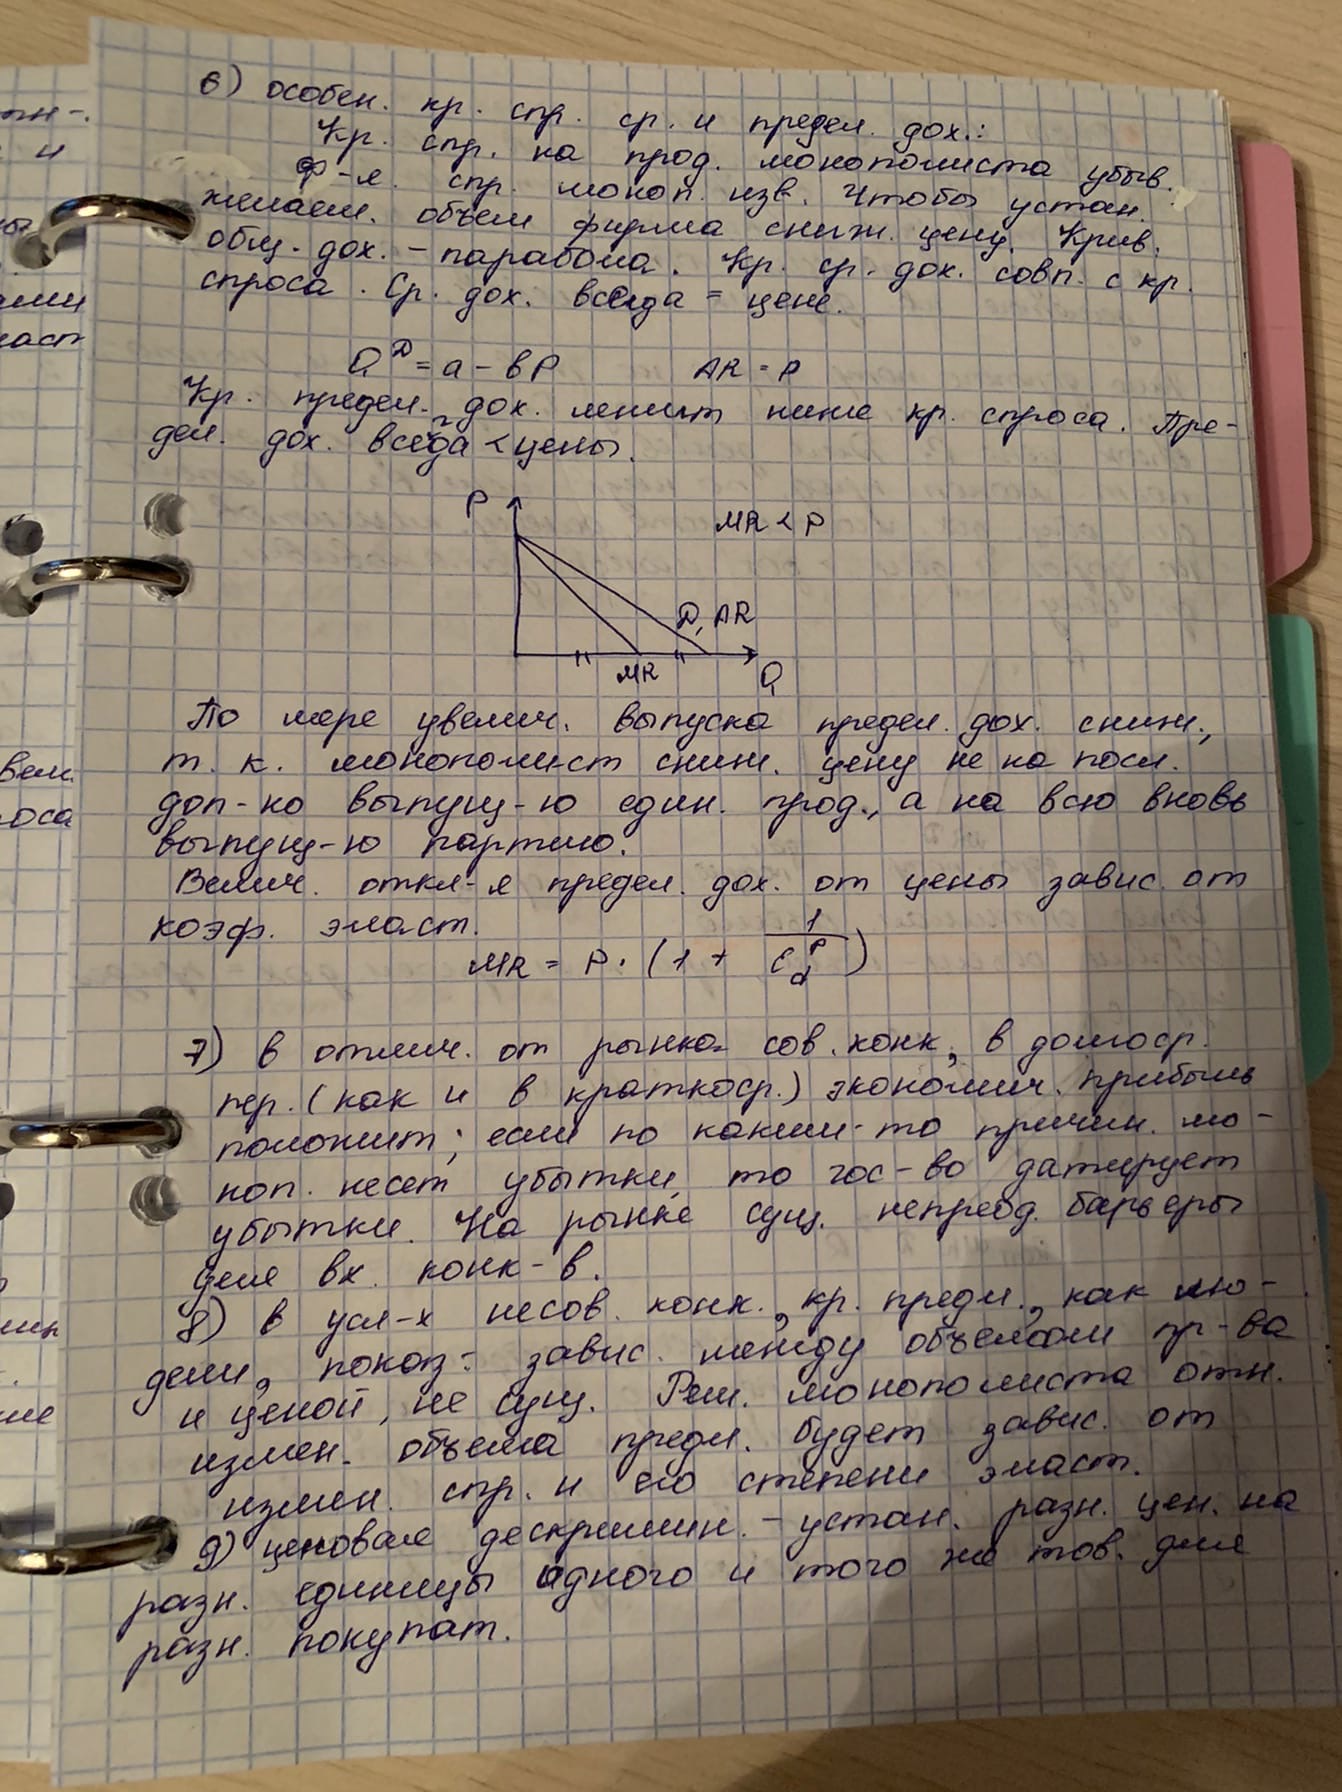 6) особен. кр. спр. ср. и предел. дох.:
Кр. спр. на прод. монополиста убыв.
Ф-я. спр. моноп. изв. Чтобы устан.
желаем. объем фирма сниж. цену. Крив.
общ. дох. – парабола. Кр. ср. дох. совп. с кр.
спроса. Ср. дох. всегда = цене.
Q^D = a – bP AR = P
Кр. предел. дох. лежит ниже кр. спроса. Пре-
дел. дох. всегда < цены.
P
MR < P
D, AR
MR
Q
По мере увелич. выпуска предел. дох. сниж.,
т. к. монополист сниж. цену не на посл.
доп-но выпущ-ю един. прод., а на всю вновь
выпущ-ю партию.
Велич. откл-я предел. дох. от цены завис. от
коэф. эласт.
MR = P · (1 + 1/E_d^P)
7) в отлич. от рынка сов. конк, в долгоср.
пер. (как и в краткоср.) экономич. прибыль
положит; если по каким-то причин. мо-
ноп. несет убытки, то гос-во датирует
убытки. На рынке сущ. непреод. барьеры
для вх. конк-в.
8) в усл-х несов. конк., кр. предл., как мо-
дели, показ. завис. между объемом пр-ва
и ценой, не сущ. Реш. монополиста отн.
измен. объема предл. будет завис. от
измен. спр. и его степени эласт.
9) ценовая дескримин. – устан. разн. цен. на
разн. единицы одного и того же тов. для
разн. покупат.